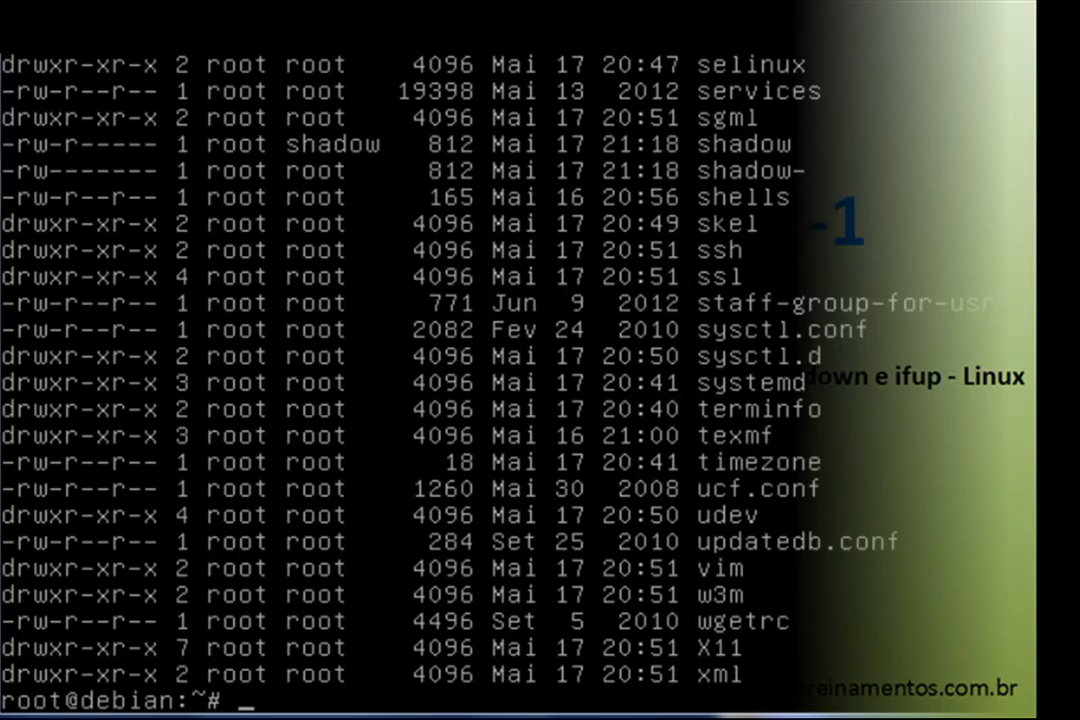 drwxr-xr-x 2 root root 4096 Mai 17 20:47 selinux
-rw-r--r-- 1 root root 19398 Mai 13 2012 services
drwxr-xr-x 2 root root 4096 Mai 17 20:51 sgml
-rw-r----- 1 root shadow 812 Mai 17 21:18 shadow
-rw------- 1 root root 812 Mai 17 21:18 shadow-
-rw-r--r-- 1 root root 165 Mai 16 20:56 shells
drwxr-xr-x 2 root root 4096 Mai 17 20:49 skel
-1
drwxr-xr-x 2 root root 4096 Mai 17 20:51 ssh
drwxr-xr-x 4 root root 4096 Mai 17 20:51 ssl
-rw-r--r-- 1 root root 771 Jun 9 2012 staff-group-for-usr
-rw-r--r-- 1 root root 2082 Fev 24 2010 sysctl.conf
drwxr-xr-x 2 root root 4096 Mai 17 20:50 sysctl.d
drwxr-xr-x 3 root root 4096 Mai 17 20:41 systemd
down e ifup - Linux
drwxr-xr-x 2 root root 4096 Mai 17 20:40 terminfo
drwxr-xr-x 3 root root 4096 Mai 16 21:00 texmf
-rw-r--r-- 1 root root 18 Mai 17 20:41 timezone
-rw-r--r-- 1 root root 1260 Mai 30 2008 ucf.conf
drwxr-xr-x 4 root root 4096 Mai 17 20:50 udev
-rw-r--r-- 1 root root 284 Set 25 2010 updatedb.conf
drwxr-xr-x 2 root root 4096 Mai 17 20:51 vim
drwxr-xr-x 2 root root 4096 Mai 17 20:51 w3m
-rw-r--r-- 1 root root 4496 Set 5 2010 wgetrc
drwxr-xr-x 7 root root 4096 Mai 17 20:51 X11
drwxr-xr-x 2 root root 4096 Mai 17 20:51 xml
reinamentos.com.br
root@debian:~# _